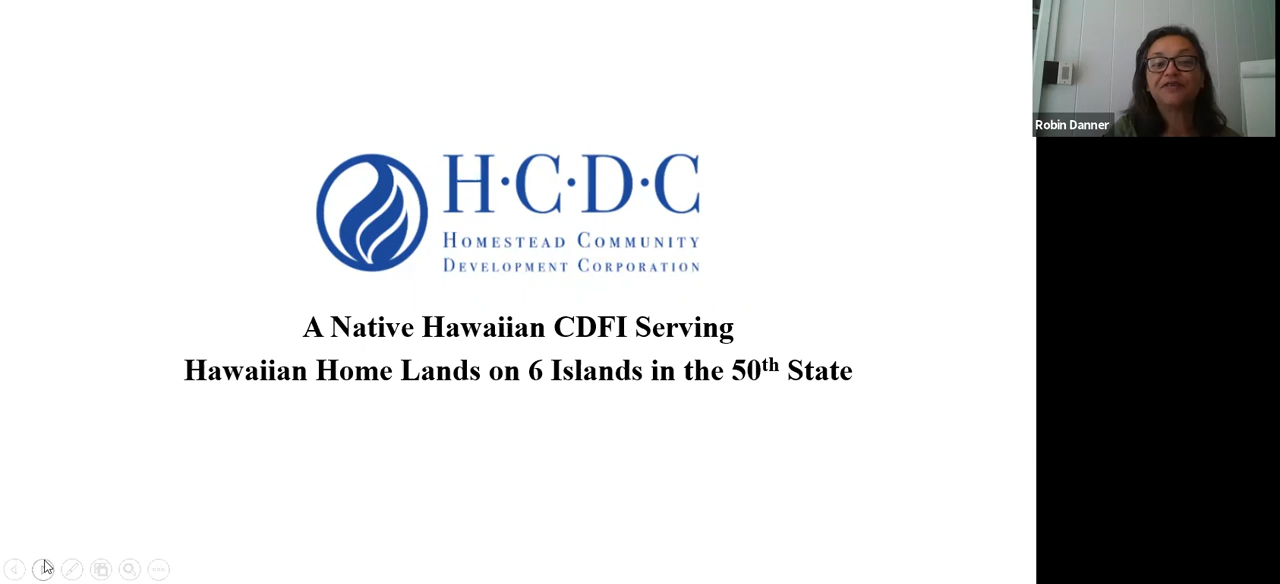 H·C·D·C
Homestead Community
Development Corporation
A Native Hawaiian CDFI Serving
Hawaiian Home Lands on 6 Islands in the 50th State
Robin Danner